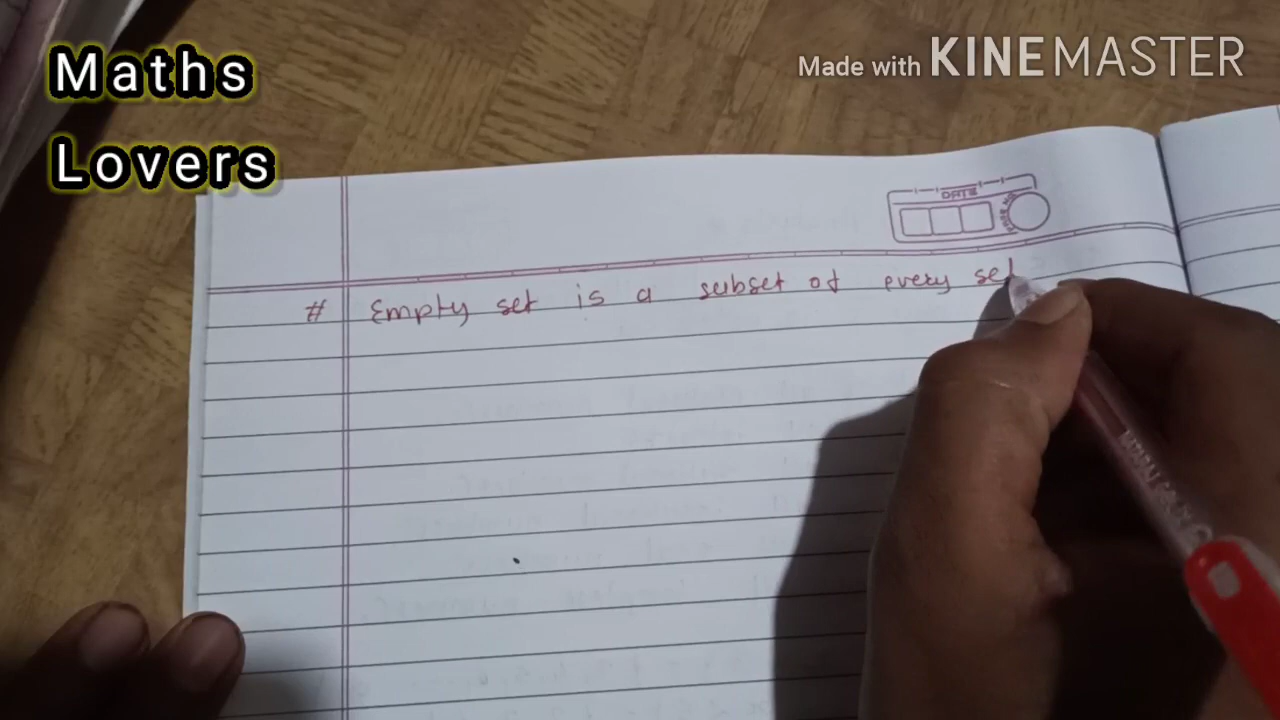 Maths
Lovers
Made with KINEMASTER
DATE
# Empty set is a subset of every set